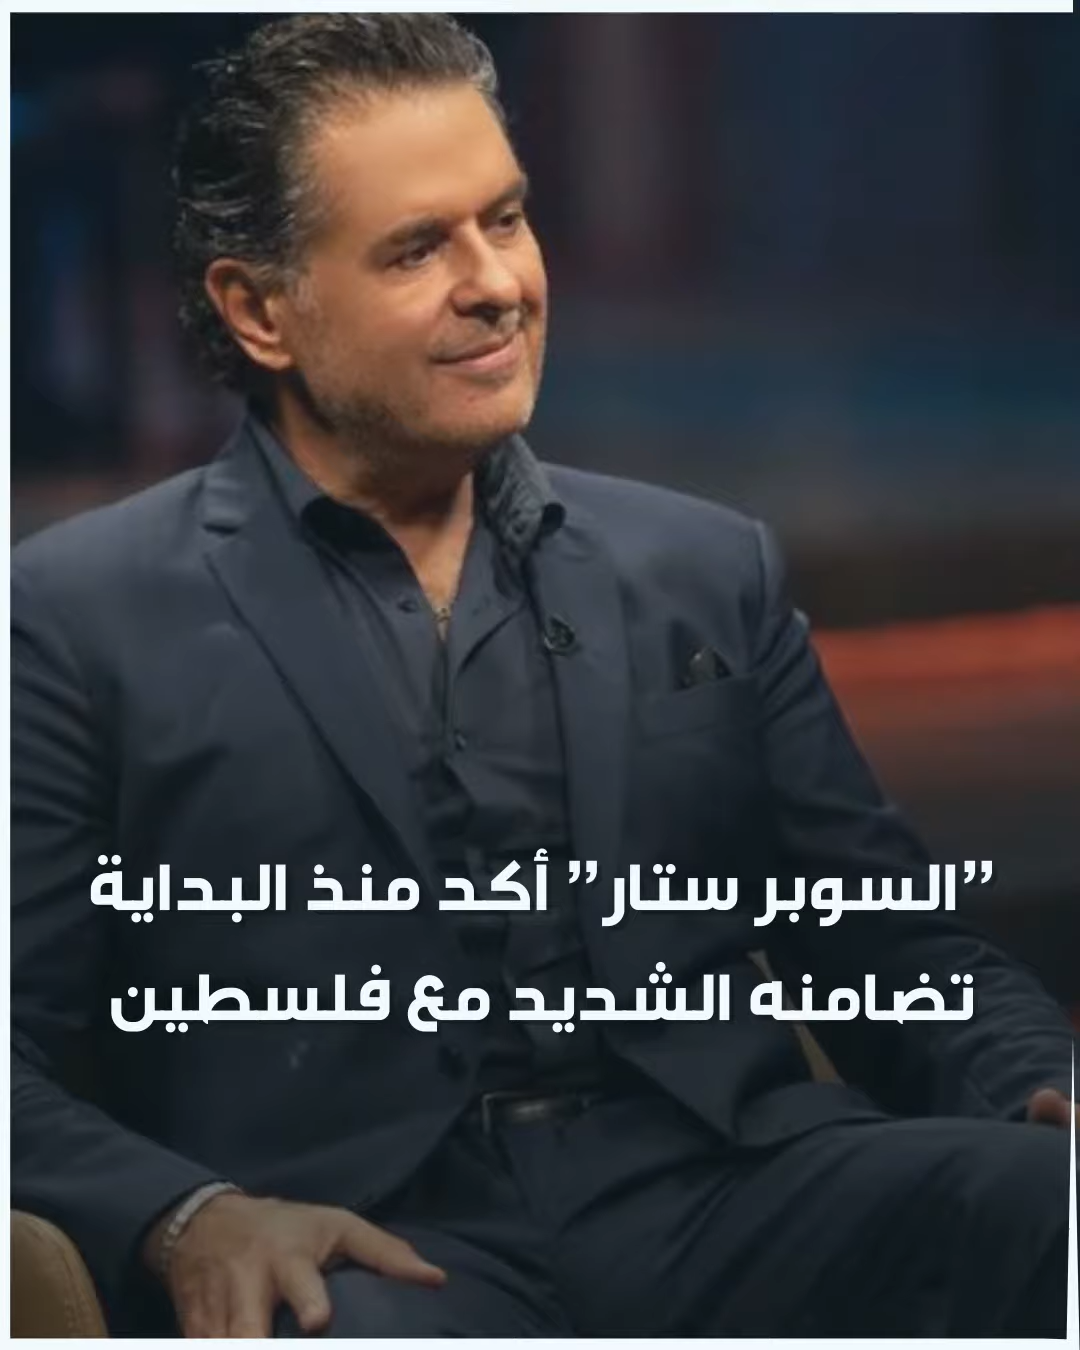 ”السوبر ستار” أكد منذ البداية
تضامنه الشديد مع فلسطين